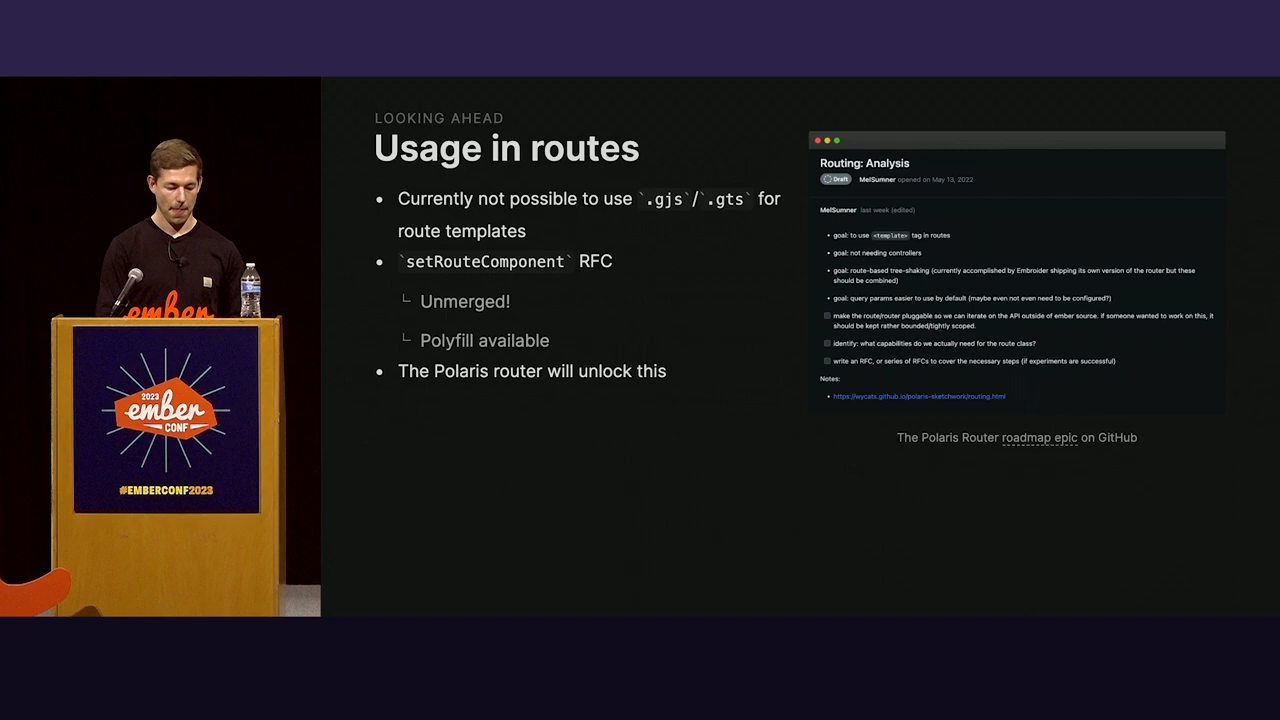 LOOKING AHEAD
Usage in routes
• Currently not possible to use `.gjs`/`.gts` for
route templates
• `setRouteComponent` RFC
└ Unmerged!
└ Polyfill available
• The Polaris router will unlock this
Routing: Analysis
Draft MelSumner opened on May 13, 2022
MelSumner last week (edited)
• goal: to use <template> tag in routes
• goal: not needing controllers
• goal: route-based tree-shaking (currently accomplished by Embroider shipping its own version of the router but these
should be combined)
• goal: query params easier to use by default (maybe even not even need to be configured?)
make the route/router pluggable so we can iterate on the API outside of ember source. if someone wanted to work on this, it
should be kept rather bounded/tightly scoped.
identify: what capabilities do we actually need for the route class?
write an RFC, or series of RFCs to cover the necessary steps (if experiments are successful)
Notes:
• https://wycats.github.io/polaris-sketchwork/routing.html
The Polaris Router roadmap epic on GitHub
ember
2023
ember
CONF
#EMBERCONF2023